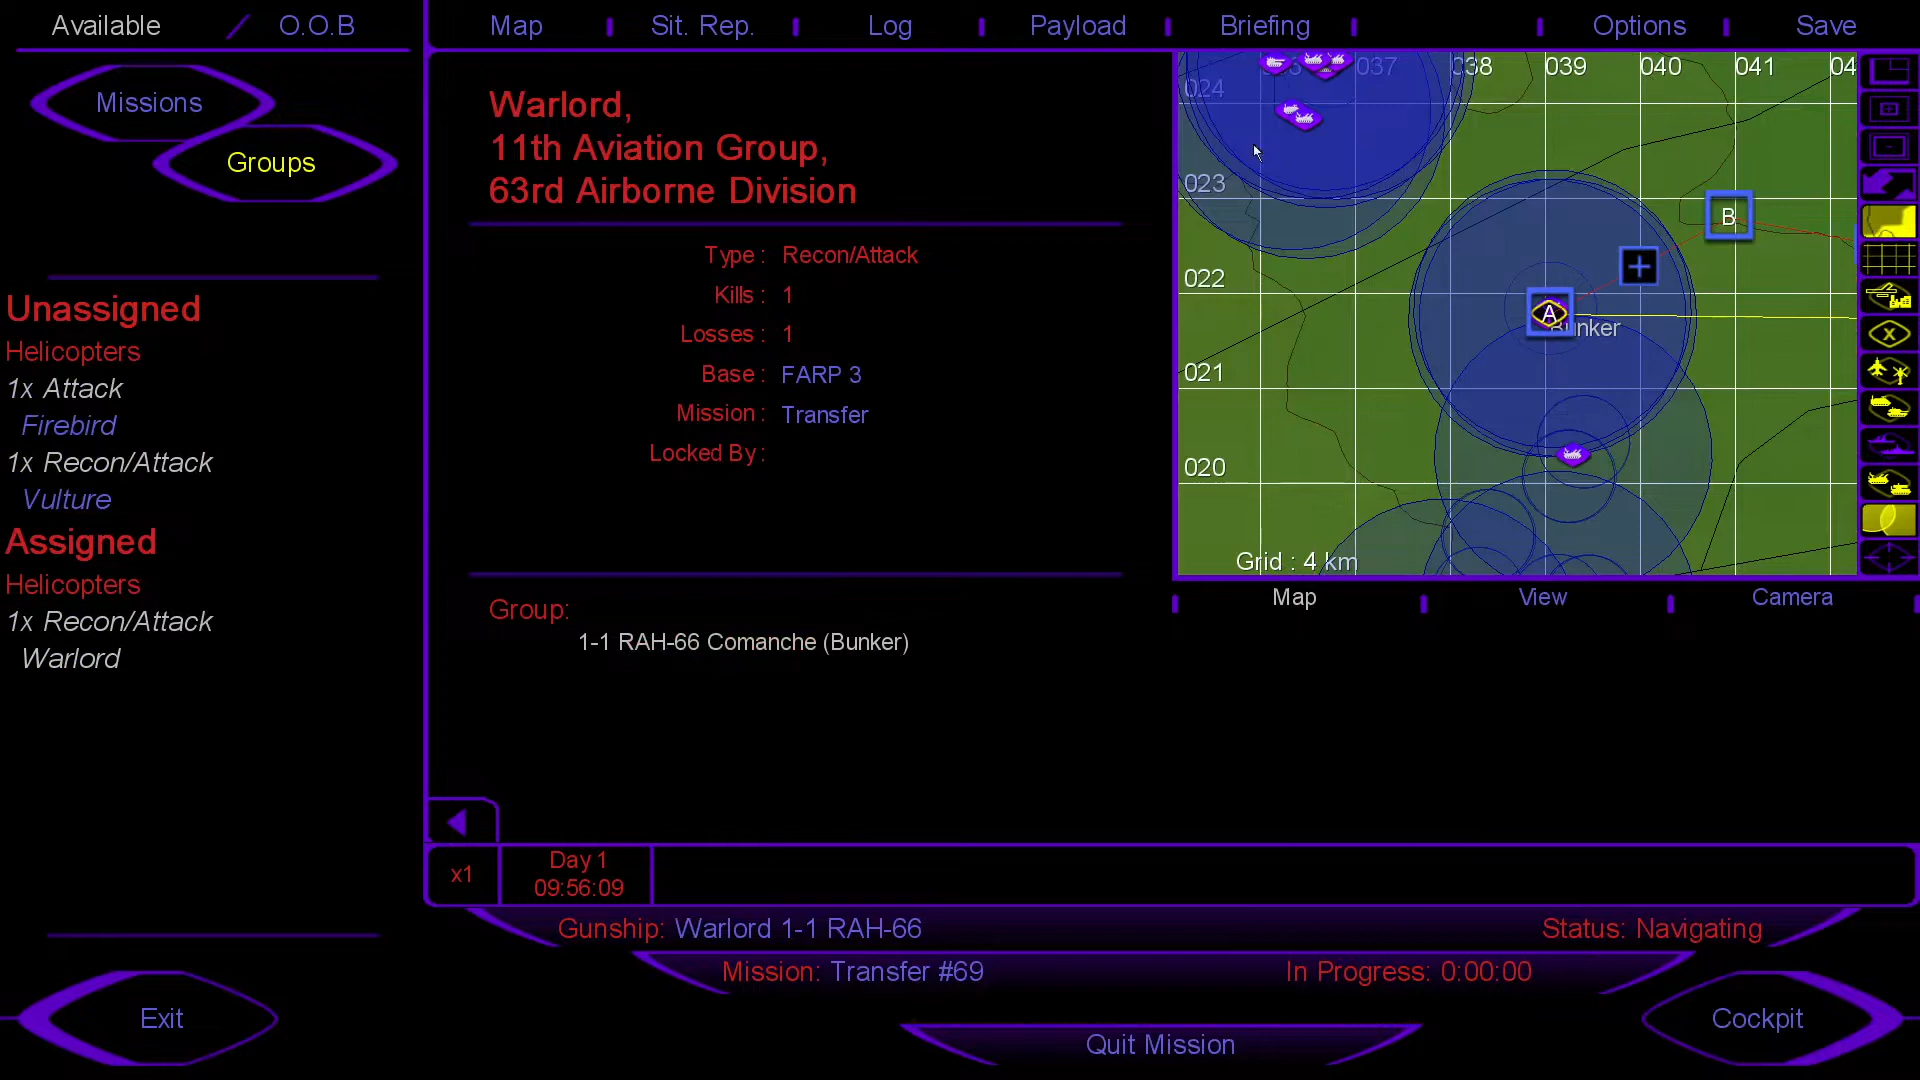 Available / O.O.B
Map
Sit. Rep.
Log
Payload
Briefing
Options
Save
Missions
Groups
Unassigned
Helicopters
1x Attack
Firebird
1x Recon/Attack
Vulture
Assigned
Helicopters
1x Recon/Attack
Warlord
Warlord,
11th Aviation Group,
63rd Airborne Division
Type : Recon/Attack
Kills : 1
Losses : 1
Base : FARP 3
Mission : Transfer
Locked By :
Group:
1-1 RAH-66 Comanche (Bunker)
037 038 039 040 041 04
024
023
B
022
A
Bunker
021
020
Grid : 4 km
Map
View
Camera
x1
Day 1
09:56:09
Gunship: Warlord 1-1 RAH-66
Status: Navigating
Mission: Transfer #69
In Progress: 0:00:00
Exit
Quit Mission
Cockpit